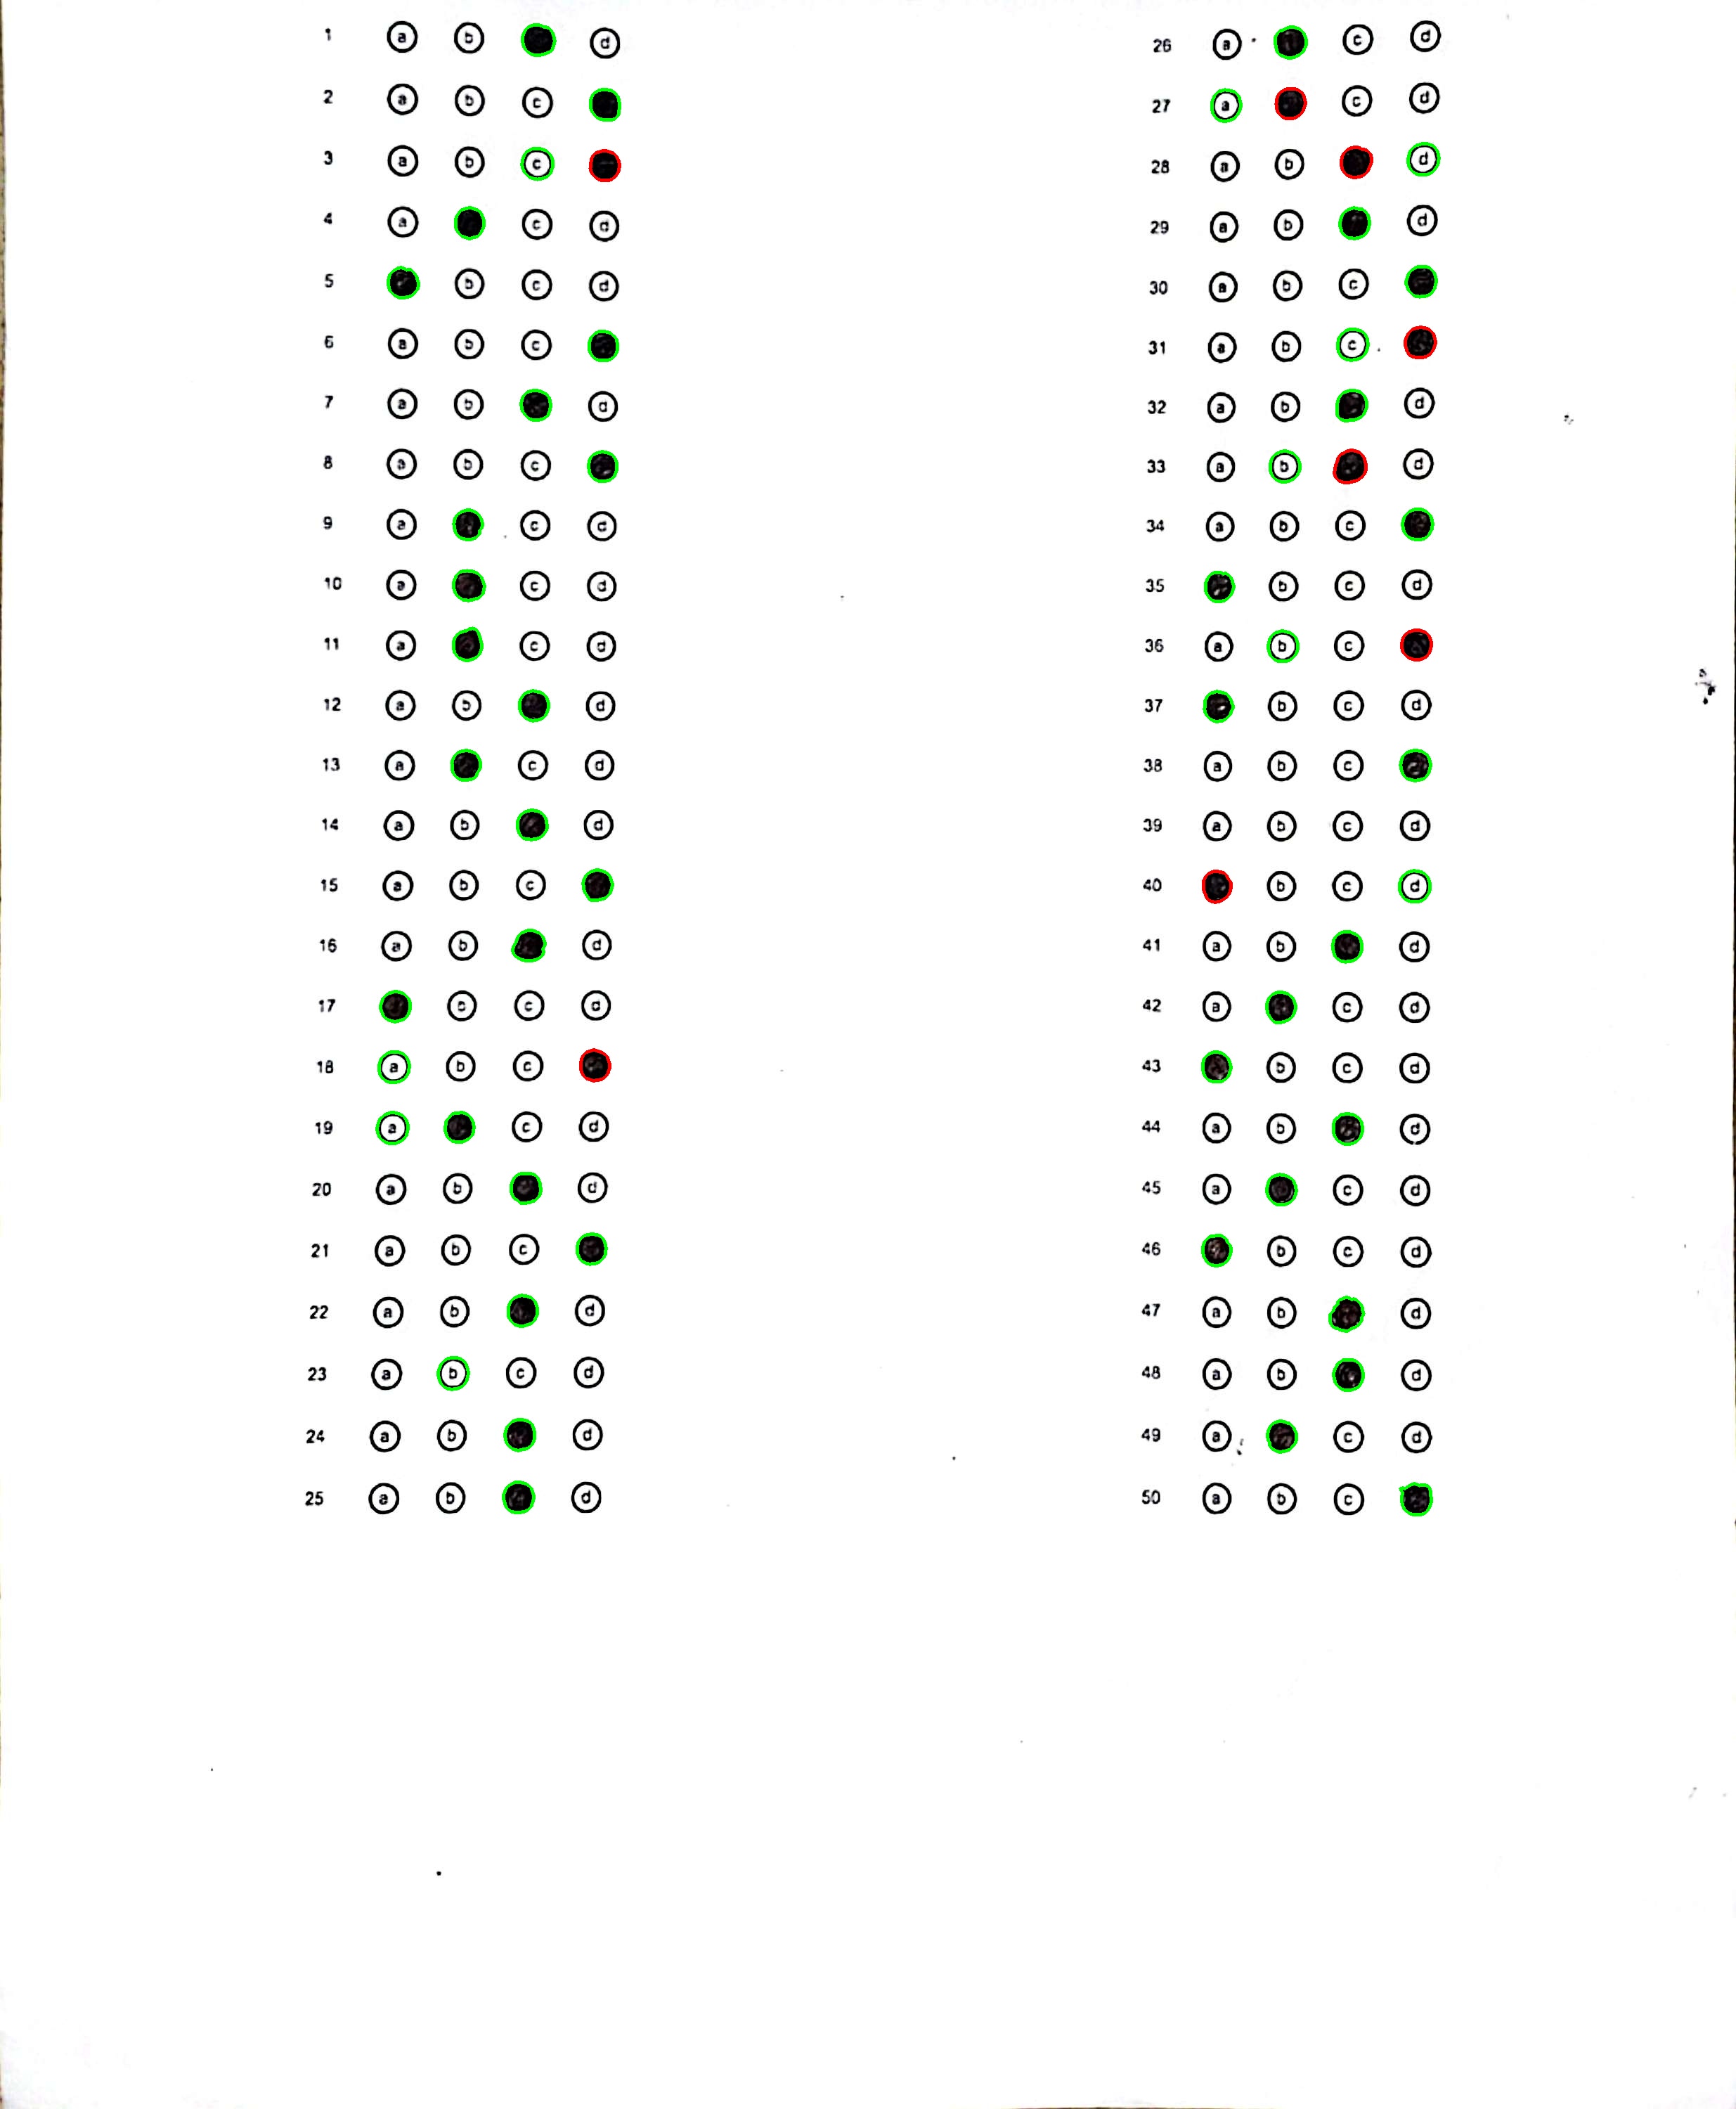 1 a b d
2 a b c
3 a b c
4 a c d
5 b c d
6 a b c
7 a b d
8 a b c
9 a c d
10 a c d
11 a c d
12 a b d
13 a c d
14 a b d
15 a b c
16 a b d
17 b c d
18 a b c
19 a c d
20 a b d
21 a b c
22 a b d
23 a b c d
24 a b d
25 a b d
26 a c d
27 a c d
28 a b d
29 a b d
30 a b c
31 a b c
32 a b d
33 a b d
34 a b c
35 b c d
36 a b c
37 b c d
38 a b c
39 a b c d
40 b c d
41 a b d
42 a c d
43 b c d
44 a b d
45 a c d
46 b c d
47 a b d
48 a b d
49 a c d
50 a b c